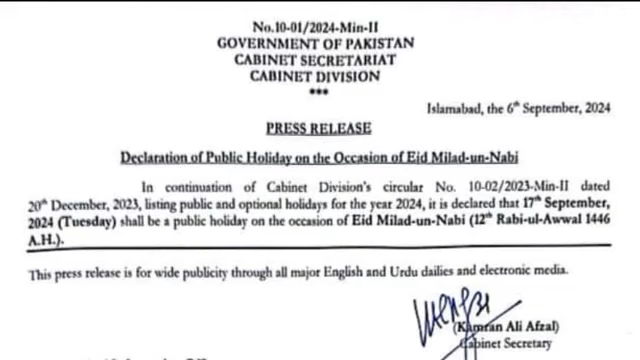 No.10-01/2024-Min-II
GOVERNMENT OF PAKISTAN
CABINET SECRETARIAT
CABINET DIVISION
***
Islamabad, the 6th September, 2024
PRESS RELEASE
Declaration of Public Holiday on the Occasion of Eid Milad-un-Nabi
In continuation of Cabinet Division's circular No. 10-02/2023-Min-II dated
20th December, 2023, listing public and optional holidays for the year 2024, it is declared that 17th September,
2024 (Tuesday) shall be a public holiday on the occasion of Eid Milad-un-Nabi (12th Rabi-ul-Awwal 1446
A.H.).
This press release is for wide publicity through all major English and Urdu dailies and electronic media.
(Kamran Ali Afzal)
Cabinet Secretary